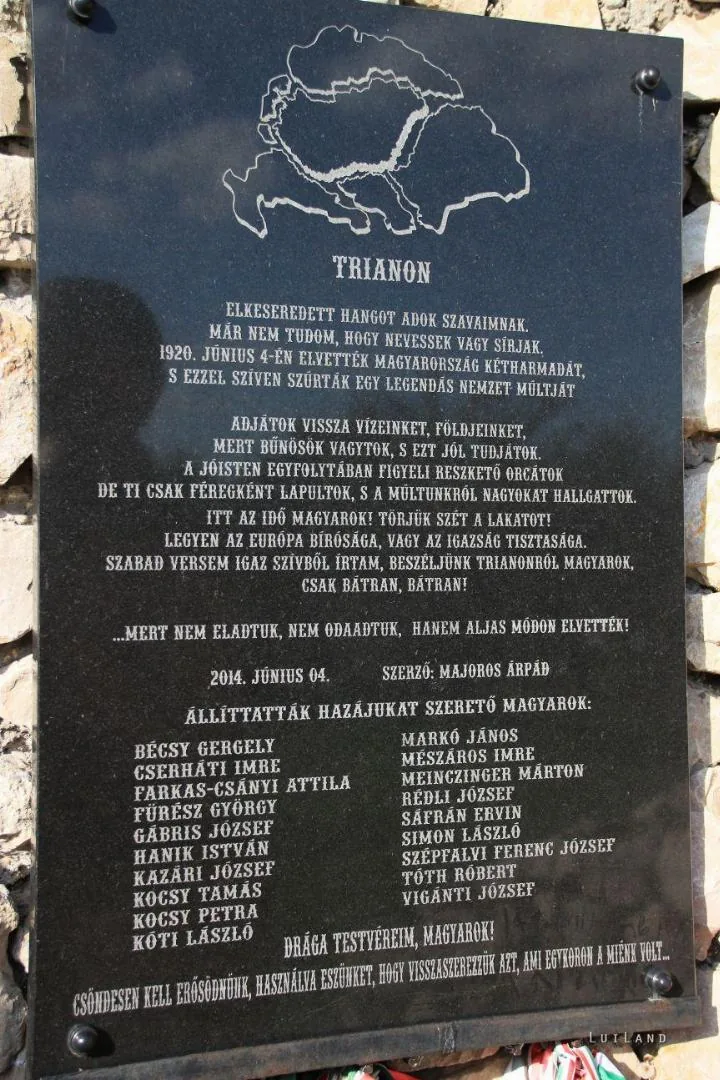 TRIANON
ELKESEREDETT HANGOT ADOK SZAVAIMNAK.
MÁR NEM TUDOM, HOGY NEVESSEK VAGY SÍRJAK.
1920. JÚNIUS 4-ÉN ELVETTÉK MAGYARORSZÁG KÉTHARMADÁT,
S EZZEL SZÍVEN SZÚRTÁK EGY LEGENDÁS NEMZET MÚLTJÁT
ADJÁTOK VISSZA VIZEINKET, FÖLDJEINKET,
MERT BŰNÖSÖK VAGYTOK, S EZT JÓL TUDJÁTOK.
A JÓISTEN EGYFOLYTÁBAN FIGYELI RESZKETŐ ORCÁTOK
DE TI CSAK FÉREGKÉNT LAPULTOK, S A MÚLTUNKRÓL NAGYOKAT HALLGATTOK.
ITT AZ IDŐ MAGYAROK! TÖRJÜK SZÉT A LAKATOT!
LEGYEN AZ EURÓPA BÍRÓSÁGA, VAGY AZ IGAZSÁG TISZTASÁGA.
SZABAD VERSEM IGAZ SZÍVBŐL ÍRTAM, BESZÉLJÜNK TRIANONRÓL MAGYAROK,
CSAK BÁTRAN, BÁTRAN!
...MERT NEM ELADTUK, NEM ODAADTUK, HANEM ALJAS MÓDON ELVETTÉK!
2014. JÚNIUS 04. SZERZŐ: MAJOROS ÁRPÁD
ÁLLÍTTATTÁK HAZÁJUKAT SZERETŐ MAGYAROK:
BÉCSY GERGELY
CSERHÁTI IMRE
FARKAS-CSÁNYI ATTILA
FŰRÉSZ GYÖRGY
GÁBRIS JÓZSEF
HANIK ISTVÁN
KAZÁRI JÓZSEF
KOCSY TAMÁS
KOCSY PETRA
KÓTI LÁSZLÓ
MARKÓ JÁNOS
MÉSZÁROS IMRE
MEINCZINGER MÁRTON
RÉDLI JÓZSEF
SÁFRÁN ERVIN
SIMON LÁSZLÓ
SZÉPFALVI FERENC JÓZSEF
TÓTH RÓBERT
VIGÁNTI JÓZSEF
DRÁGA TESTVÉREIM, MAGYAROK!
CSÖNDESEN KELL ERŐSÖDNÜNK, HASZNÁLVA ESZÜNKET, HOGY VISSZASZEREZZÜK AZT, AMI EGYKORON A MIÉNK VOLT...
LUTLAND